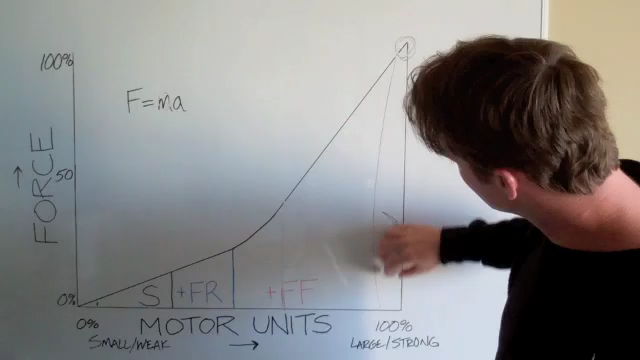 100%
F=ma
FORCE →
50
0%
S +FR +FF
0% MOTOR UNITS 100%
SMALL/WEAK → LARGE/STRONG